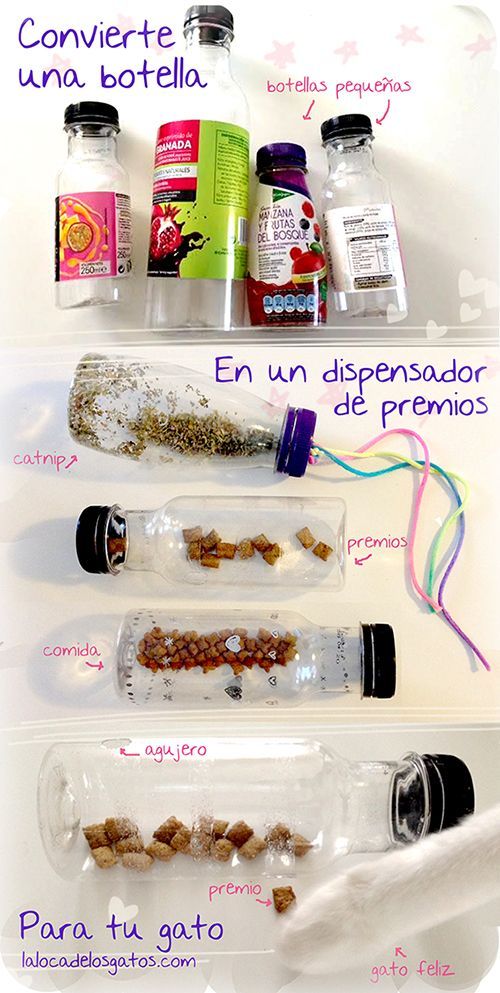 Convierte
una botella
botellas pequeñas
GRANADA
250ml
MANZANA
Y FRUTAS
DEL BOSQUE
En un dispensador
de premios
catnip
premios
comida
agujero
premio
Para tu gato
lalocadelosgatos.com
gato feliz